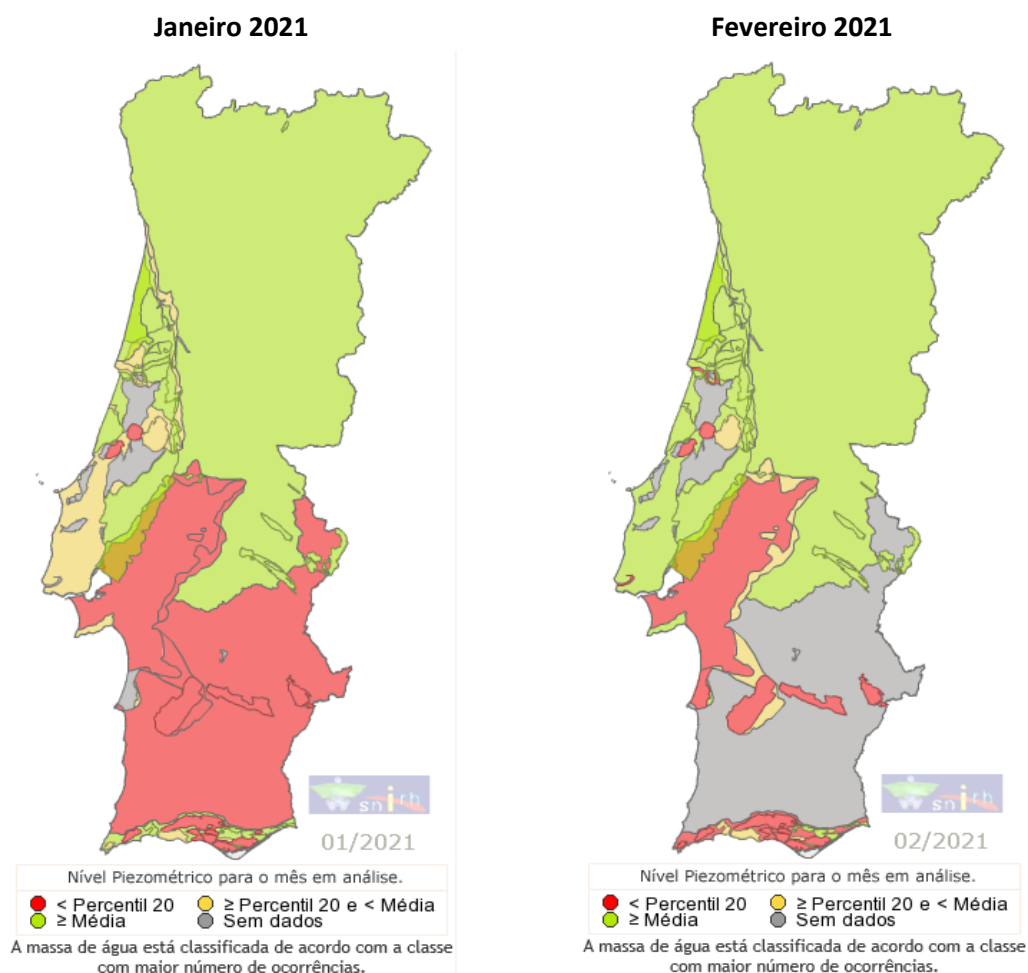 Janeiro 2021
snirh
01/2021
Nível Piezométrico para o mês em análise.
< Percentil 20
≥ Percentil 20 e < Média
≥ Média
Sem dados
A massa de água está classificada de acordo com a classe
com maior número de ocorrências.
Fevereiro 2021
snirh
02/2021
Nível Piezométrico para o mês em análise.
< Percentil 20
≥ Percentil 20 e < Média
≥ Média
Sem dados
A massa de água está classificada de acordo com a classe
com maior número de ocorrências.